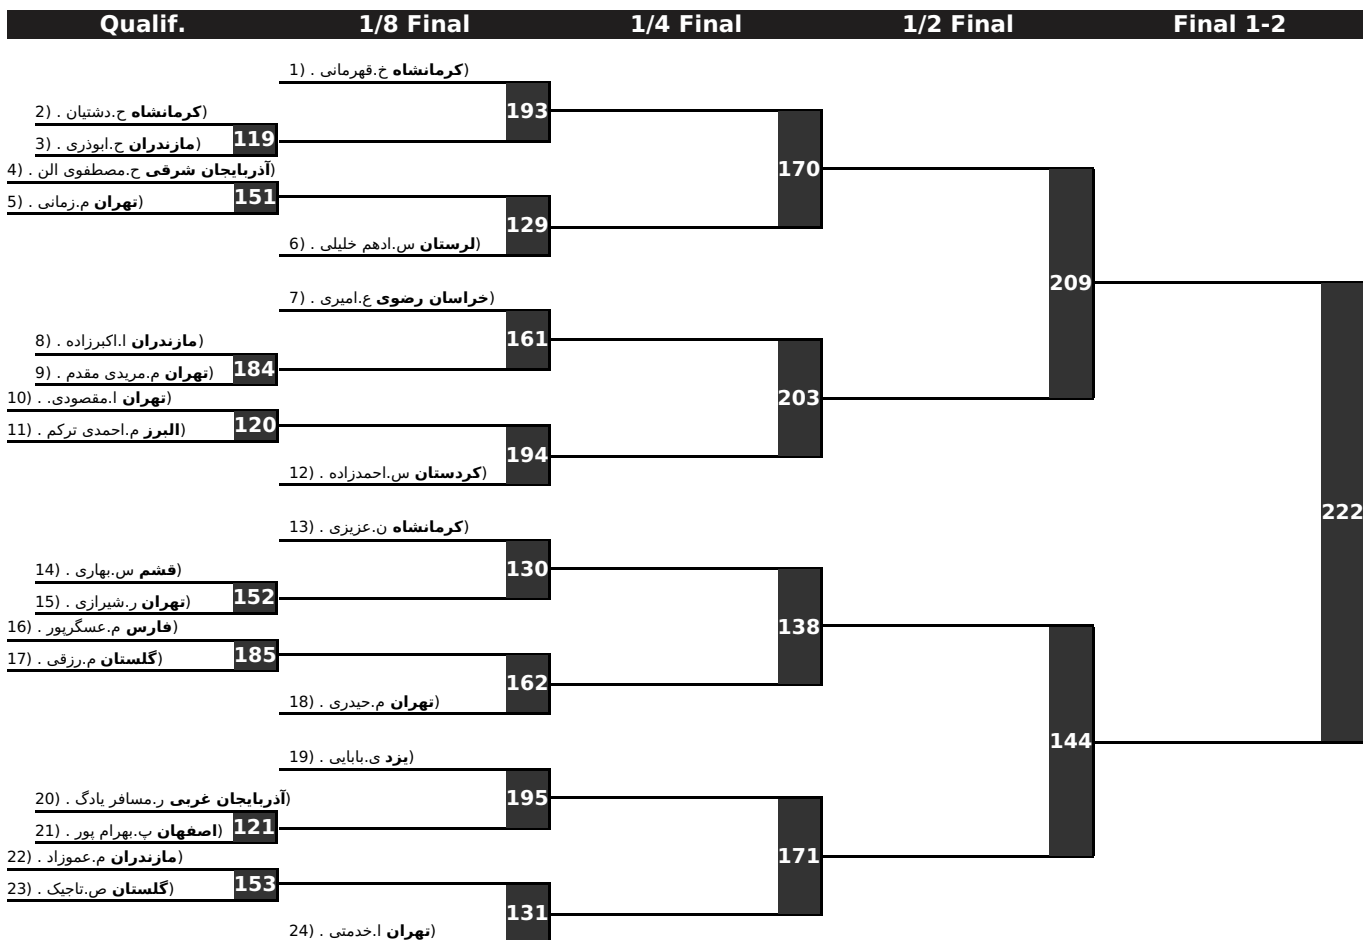 Qualif. 1/8 Final 1/4 Final 1/2 Final Final 1-2
1) . خ.قهرمانی کرمانشاه)
193
2) . ح.دشتیان کرمانشاه)
119
3) . ح.ابوذری مازندران)
170
4) . ح.مصطفوی الن آذربایجان شرقی)
151
5) . م.زمانی تهران)
129
6) . س.ادهم خلیلی لرستان)
209
7) . ع.امیری خراسان رضوی)
161
8) . ا.اکبرزاده مازندران)
184
9) . م.مریدی مقدم تهران)
203
10) . .ا.مقصودی تهران)
120
11) . م.احمدی ترکم البرز)
194
12) . س.احمدزاده کردستان)
222
13) . ن.عزیزی کرمانشاه)
130
14) . س.بهاری قشم)
152
15) . ر.شیرازی تهران)
138
16) . م.عسگرپور فارس)
185
17) . م.رزقی گلستان)
162
18) . م.حیدری تهران)
144
19) . ی.بابایی یزد)
195
20) . ر.مسافر یادگ آذربایجان غربی)
121
21) . پ.بهرام پور اصفهان)
171
22) . م.عموزاد مازندران)
153
23) . ص.تاجیک گلستان)
131
24) . ا.خدمتی تهران)